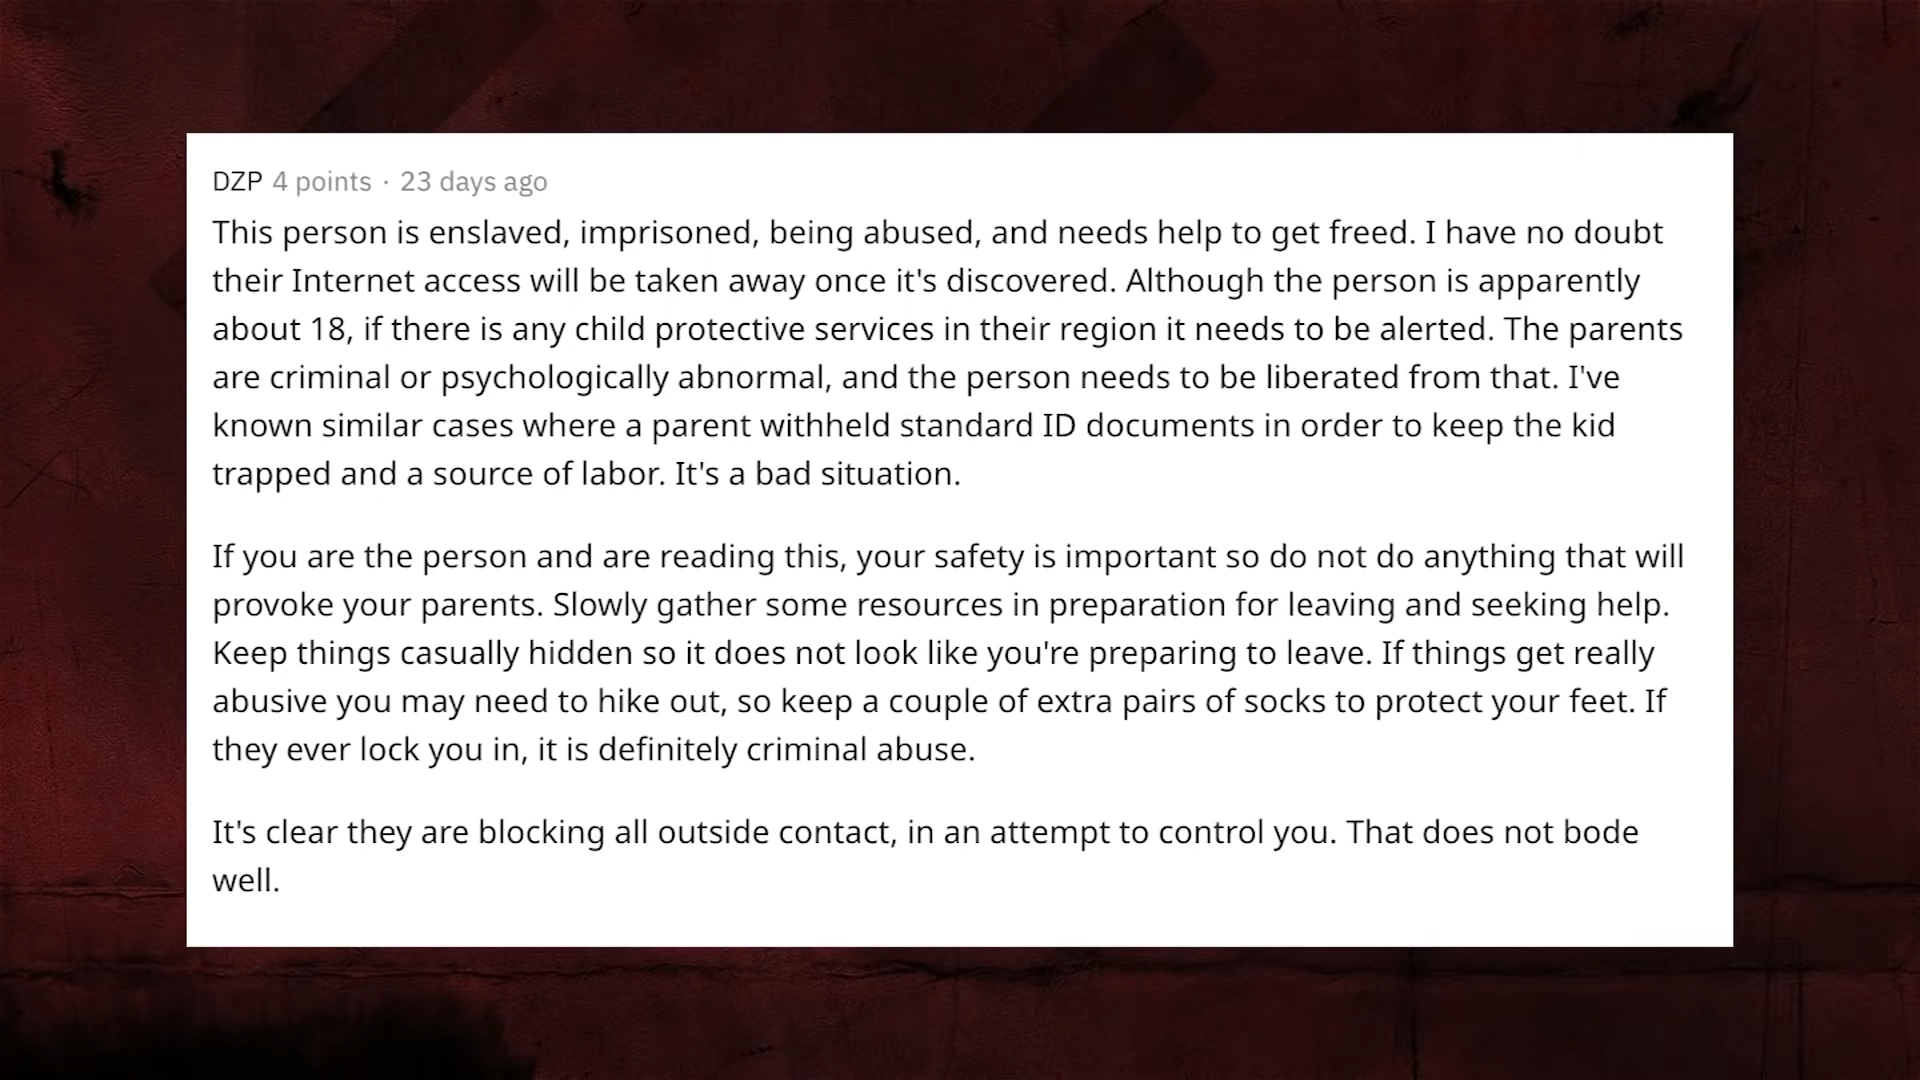 DZP 4 points · 23 days ago
This person is enslaved, imprisoned, being abused, and needs help to get freed. I have no doubt
their Internet access will be taken away once it's discovered. Although the person is apparently
about 18, if there is any child protective services in their region it needs to be alerted. The parents
are criminal or psychologically abnormal, and the person needs to be liberated from that. I've
known similar cases where a parent withheld standard ID documents in order to keep the kid
trapped and a source of labor. It's a bad situation.
If you are the person and are reading this, your safety is important so do not do anything that will
provoke your parents. Slowly gather some resources in preparation for leaving and seeking help.
Keep things casually hidden so it does not look like you're preparing to leave. If things get really
abusive you may need to hike out, so keep a couple of extra pairs of socks to protect your feet. If
they ever lock you in, it is definitely criminal abuse.
It's clear they are blocking all outside contact, in an attempt to control you. That does not bode
well.